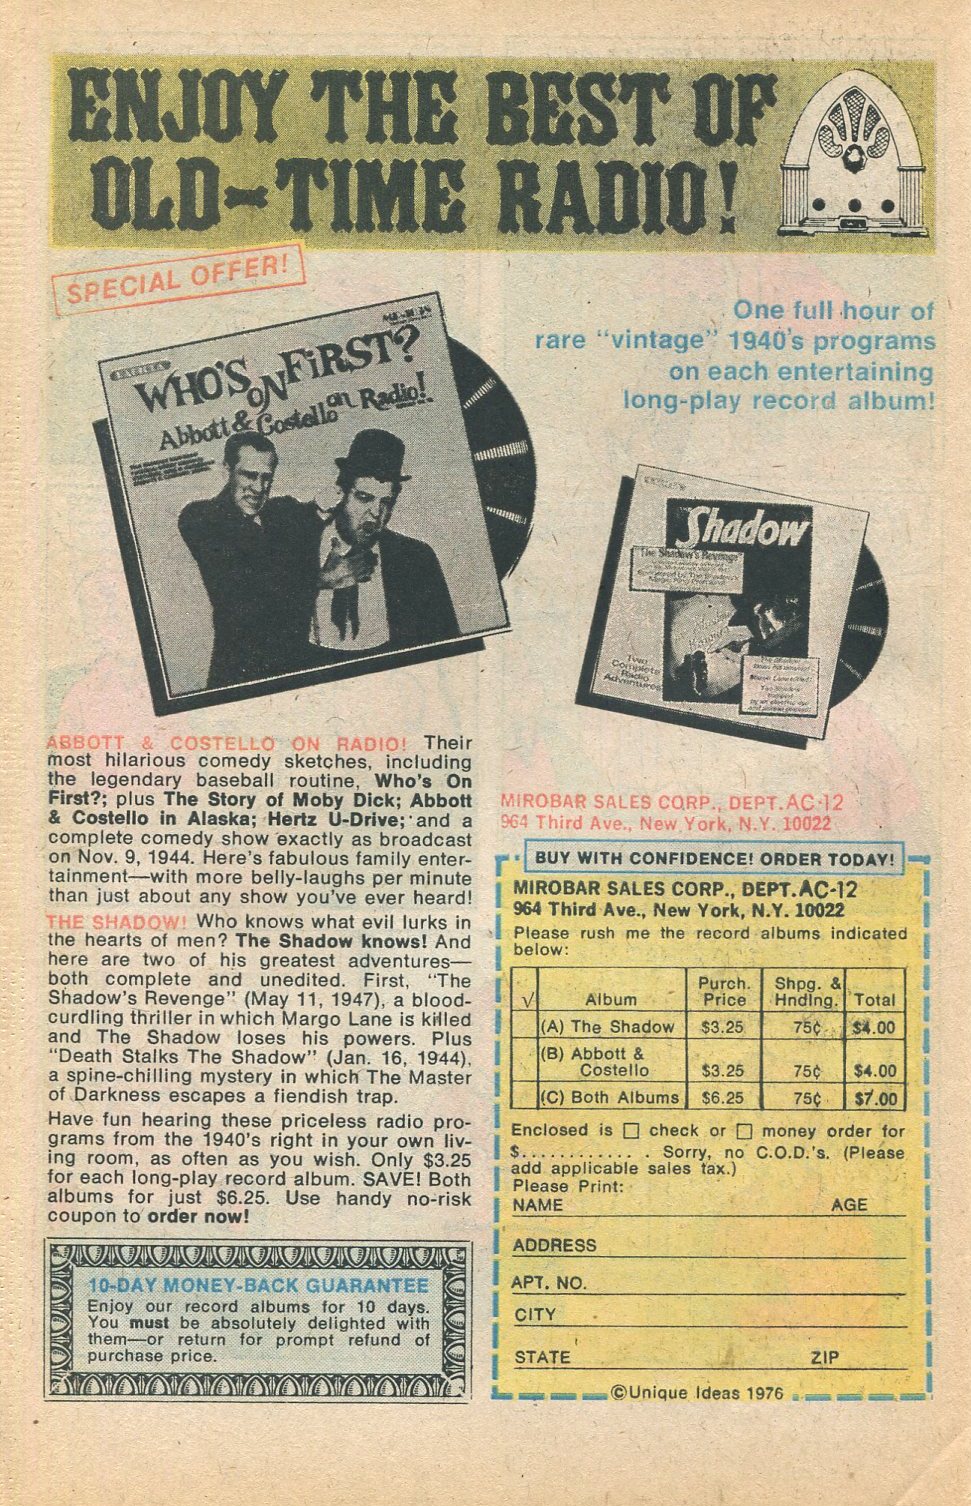 ENJOY THE BEST OF
OLD-TIME RADIO!
SPECIAL OFFER!
WHO'S ON FIRST?
Abbott & Costello on Radio!
One full hour of
rare "vintage" 1940's programs
on each entertaining
long-play record album!
Shadow
"The Shadow's Revenge"
Two
Complete
Radio
Adventures
ABBOTT & COSTELLO ON RADIO! Their
most hilarious comedy sketches, including
the legendary baseball routine, Who's On
First?; plus The Story of Moby Dick; Abbott
& Costello in Alaska; Hertz U-Drive; and a
complete comedy show exactly as broadcast
on Nov. 9, 1944. Here's fabulous family enter-
tainment—with more belly-laughs per minute
than just about any show you've ever heard!
THE SHADOW! Who knows what evil lurks in
the hearts of men? The Shadow knows! And
here are two of his greatest adventures—
both complete and unedited. First, "The
Shadow's Revenge" (May 11, 1947), a blood-
curdling thriller in which Margo Lane is killed
and The Shadow loses his powers. Plus
"Death Stalks The Shadow" (Jan. 16, 1944),
a spine-chilling mystery in which The Master
of Darkness escapes a fiendish trap.
Have fun hearing these priceless radio pro-
grams from the 1940's right in your own liv-
ing room, as often as you wish. Only $3.25
for each long-play record album. SAVE! Both
albums for just $6.25. Use handy no-risk
coupon to order now!
10-DAY MONEY-BACK GUARANTEE
Enjoy our record albums for 10 days.
You must be absolutely delighted with
them—or return for prompt refund of
purchase price.
MIROBAR SALES CORP., DEPT. AC-12
964 Third Ave., New York, N.Y. 10022
BUY WITH CONFIDENCE! ORDER TODAY!
MIROBAR SALES CORP., DEPT. AC-12
964 Third Ave., New York, N.Y. 10022
Please rush me the record albums indicated
below:
√ Album Purch. Price Shpg. & Hndlng. Total
(A) The Shadow $3.25 75¢ $4.00
(B) Abbott & Costello $3.25 75¢ $4.00
(C) Both Albums $6.25 75¢ $7.00
Enclosed is ☐ check or ☐ money order for
$............ Sorry, no C.O.D.'s. (Please
add applicable sales tax.)
Please Print:
NAME AGE
ADDRESS
APT. NO.
CITY
STATE ZIP
©Unique Ideas 1976